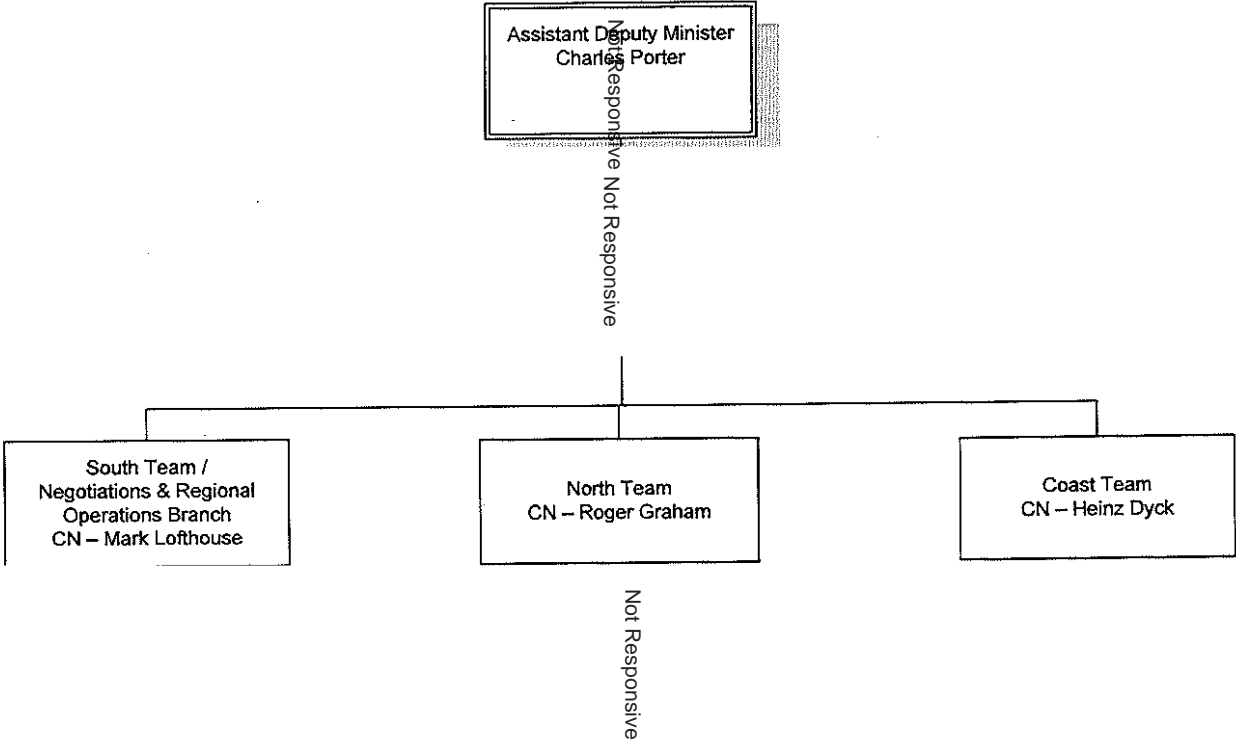 Assistant Deputy Minister
Charles Porter
Not Responsive
Not Responsive
South Team /
Negotiations & Regional
Operations Branch
CN – Mark Lofthouse
North Team
CN – Roger Graham
Coast Team
CN – Heinz Dyck
Not Responsive